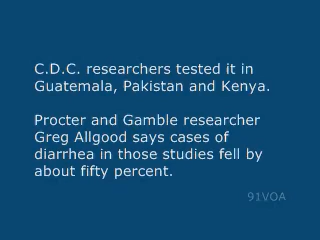 C.D.C. researchers tested it in
Guatemala, Pakistan and Kenya.
Procter and Gamble researcher
Greg Allgood says cases of
diarrhea in those studies fell by
about fifty percent.
91VOA